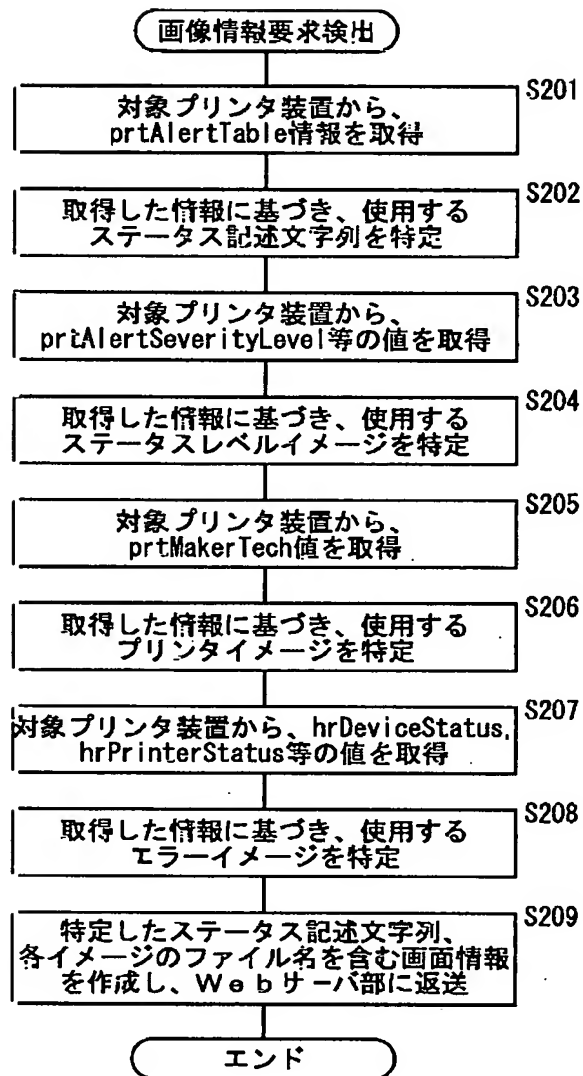 画像情報要求検出
S201
対象プリンタ装置から、
prtAlertTable情報を取得
S202
取得した情報に基づき、使用する
ステータス記述文字列を特定
S203
対象プリンタ装置から、
prtAlertSeverityLevel等の値を取得
S204
取得した情報に基づき、使用する
ステータスレベルイメージを特定
S205
対象プリンタ装置から、
prtMakerTech値を取得
S206
取得した情報に基づき、使用する
プリンタイメージを特定
S207
対象プリンタ装置から、hrDeviceStatus,
hrPrinterStatus等の値を取得
S208
取得した情報に基づき、使用する
エラーイメージを特定
S209
特定したステータス記述文字列、
各イメージのファイル名を含む画面情報
を作成し、Ｗｅｂサーバ部に返送
エンド